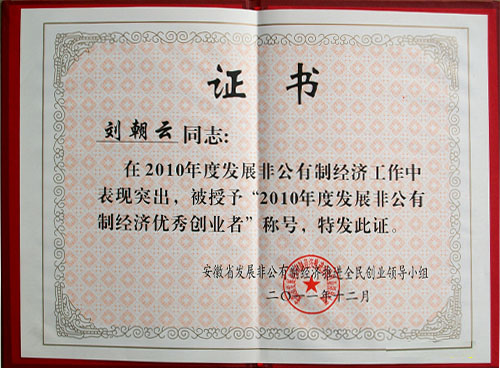 证书
刘朝云同志:
在2010年度发展非公有制经济工作中
表现突出，被授予“2010年度发展非公有
制经济优秀创业者”称号，特发此证。
安徽省发展非公有制经济推进全民创业领导小组
二〇一一年十二月